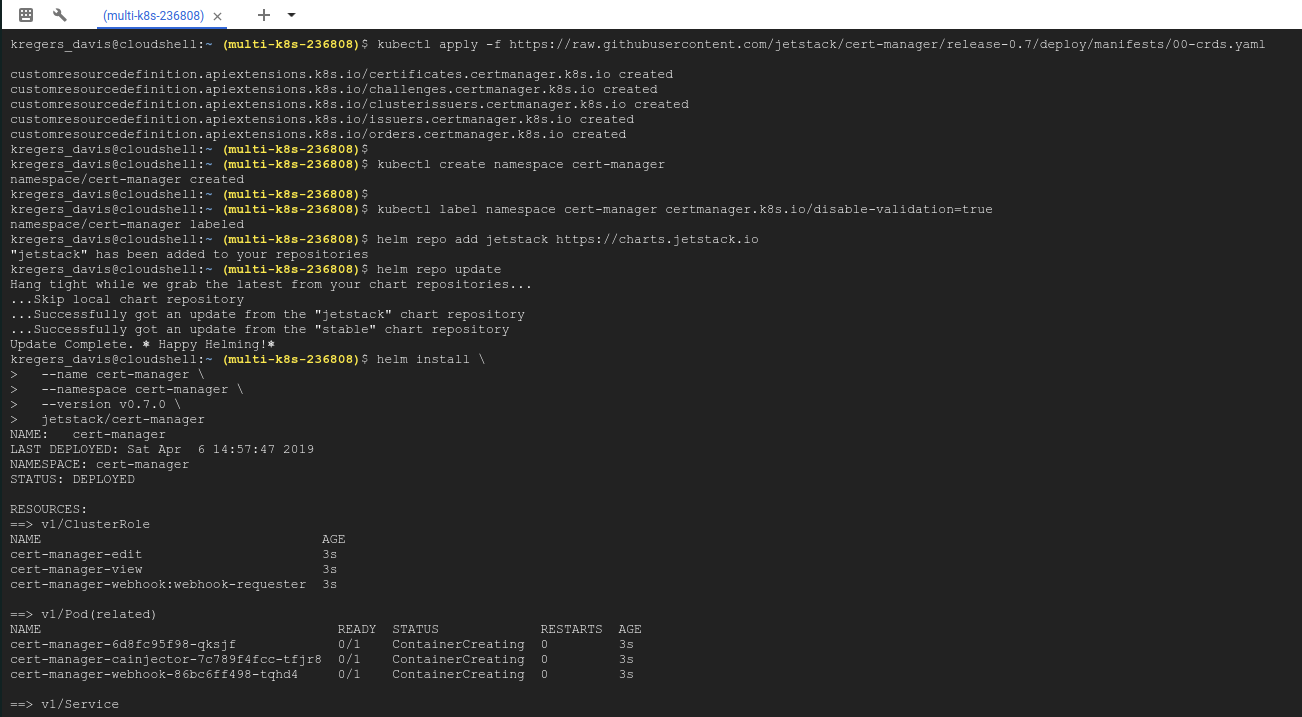 (multi-k8s-236808) × + ▾
kregers_davis@cloudshell:~ (multi-k8s-236808)$ kubectl apply -f https://raw.githubusercontent.com/jetstack/cert-manager/release-0.7/deploy/manifests/00-crds.yaml
customresourcedefinition.apiextensions.k8s.io/certificates.certmanager.k8s.io created
customresourcedefinition.apiextensions.k8s.io/challenges.certmanager.k8s.io created
customresourcedefinition.apiextensions.k8s.io/clusterissuers.certmanager.k8s.io created
customresourcedefinition.apiextensions.k8s.io/issuers.certmanager.k8s.io created
customresourcedefinition.apiextensions.k8s.io/orders.certmanager.k8s.io created
kregers_davis@cloudshell:~ (multi-k8s-236808)$
kregers_davis@cloudshell:~ (multi-k8s-236808)$ kubectl create namespace cert-manager
namespace/cert-manager created
kregers_davis@cloudshell:~ (multi-k8s-236808)$
kregers_davis@cloudshell:~ (multi-k8s-236808)$ kubectl label namespace cert-manager certmanager.k8s.io/disable-validation=true
namespace/cert-manager labeled
kregers_davis@cloudshell:~ (multi-k8s-236808)$ helm repo add jetstack https://charts.jetstack.io
"jetstack" has been added to your repositories
kregers_davis@cloudshell:~ (multi-k8s-236808)$ helm repo update
Hang tight while we grab the latest from your chart repositories...
...Skip local chart repository
...Successfully got an update from the "jetstack" chart repository
...Successfully got an update from the "stable" chart repository
Update Complete. ⎈ Happy Helming!⎈
kregers_davis@cloudshell:~ (multi-k8s-236808)$ helm install \
>   --name cert-manager \
>   --namespace cert-manager \
>   --version v0.7.0 \
>   jetstack/cert-manager
NAME:   cert-manager
LAST DEPLOYED: Sat Apr  6 14:57:47 2019
NAMESPACE: cert-manager
STATUS: DEPLOYED
RESOURCES:
==> v1/ClusterRole
NAME                                    AGE
cert-manager-edit                       3s
cert-manager-view                       3s
cert-manager-webhook:webhook-requester  3s
==> v1/Pod(related)
NAME                                      READY  STATUS             RESTARTS  AGE
cert-manager-6d8fc95f98-qksjf             0/1    ContainerCreating  0         3s
cert-manager-cainjector-7c789f4fcc-tfjr8  0/1    ContainerCreating  0         3s
cert-manager-webhook-86bc6ff498-tqhd4     0/1    ContainerCreating  0         3s
==> v1/Service